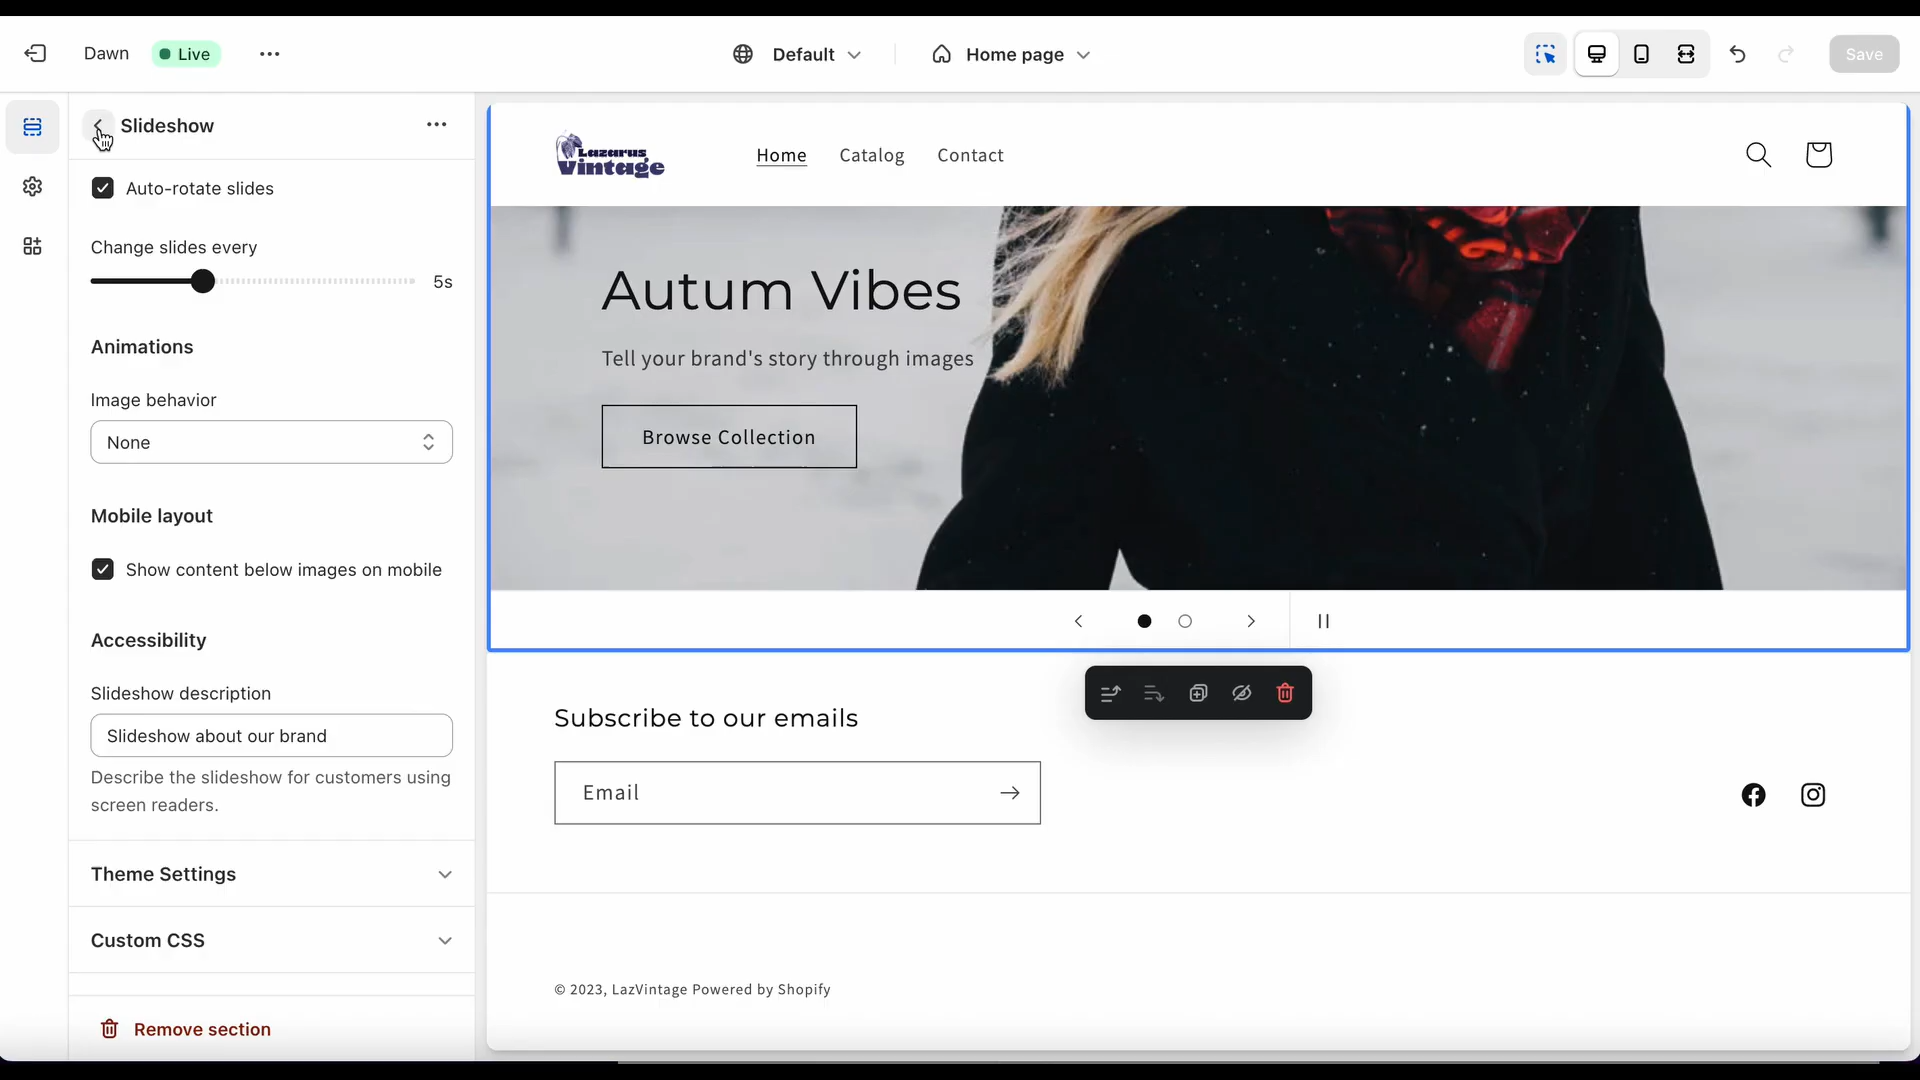 Dawn
Live
Default
Home page
Save
Slideshow
Auto-rotate slides
Change slides every
5s
Animations
Image behavior
None
Mobile layout
Show content below images on mobile
Accessibility
Slideshow description
Slideshow about our brand
Describe the slideshow for customers using
screen readers.
Theme Settings
Custom CSS
Remove section
Lazarus
Vintage
Home
Catalog
Contact
Autum Vibes
Tell your brand's story through images
Browse Collection
Subscribe to our emails
Email
© 2023, LazVintage Powered by Shopify